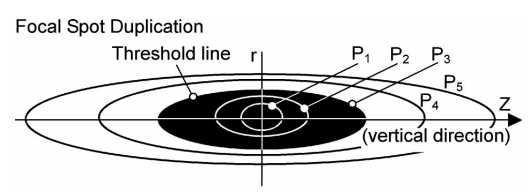 Focal Spot Duplication
Threshold line
r
P1 P2 P3
P5
P4
Z
(vertical direction)